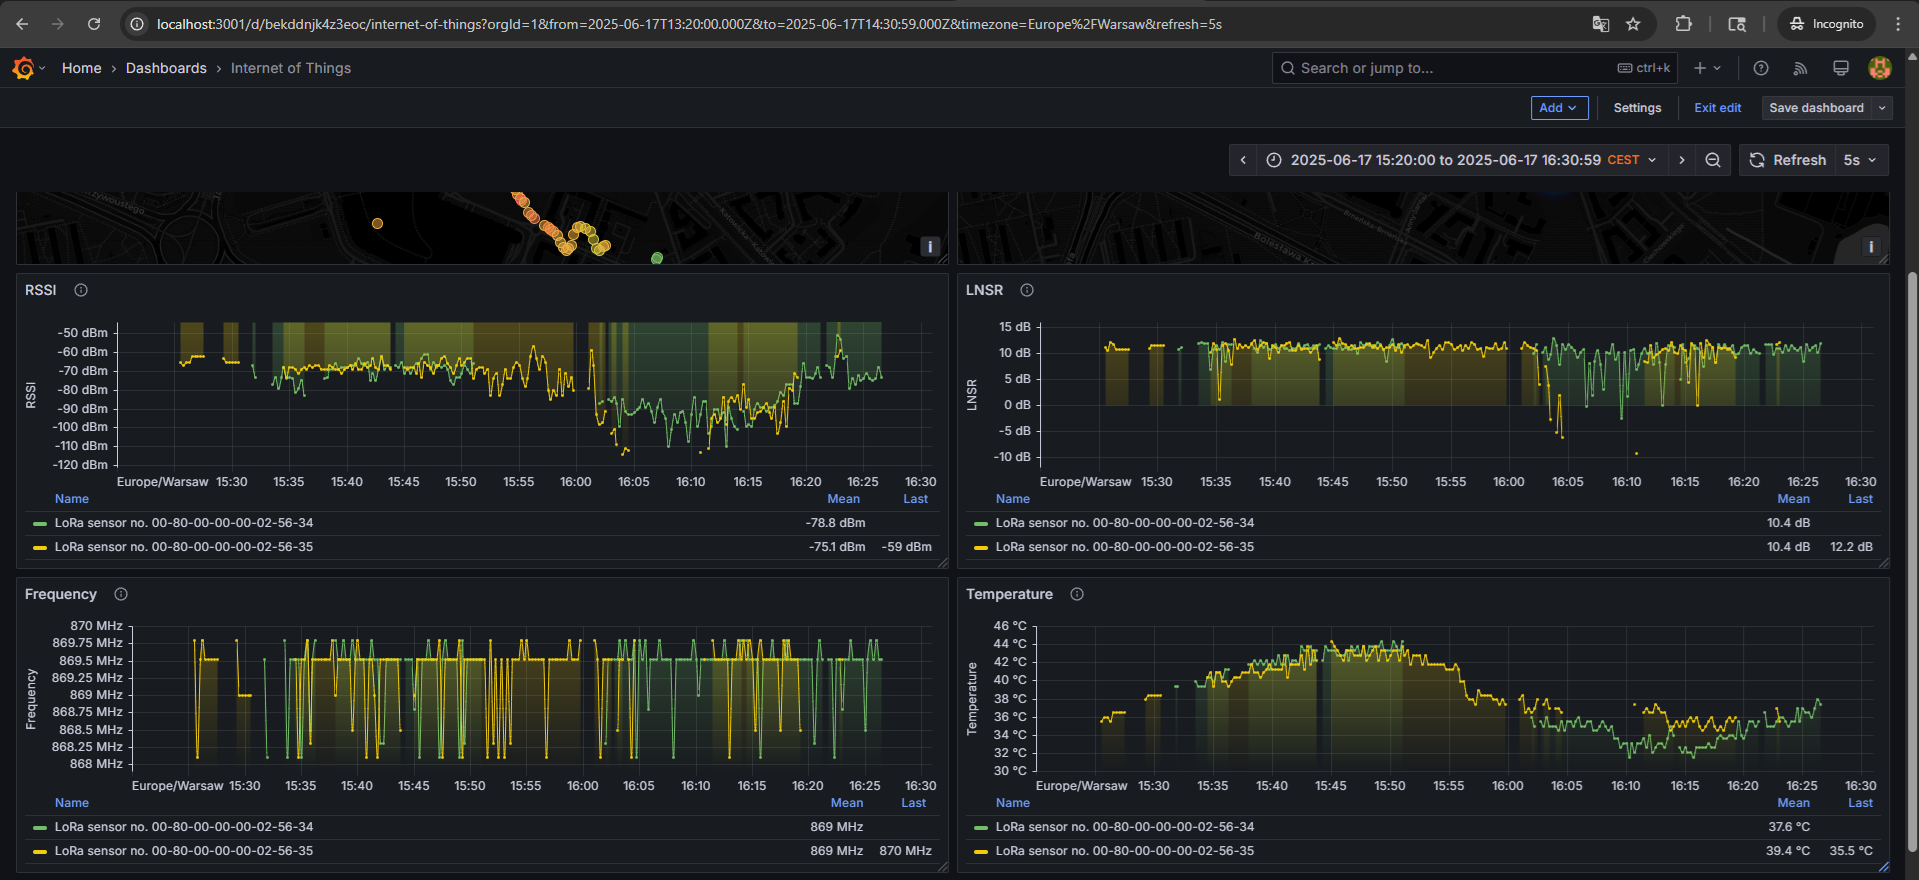 localhost:3001/d/bekddnjk4z3eoc/internet-of-things?orgId=1&from=2025-06-17T13:20:00.000Z&to=2025-06-17T14:30:59.000Z&timezone=Europe%2FWarsaw&refresh=5s
Incognito
Home › Dashboards › Internet of Things
Search or jump to... ctrl+k
Add Settings Exit edit Save dashboard
2025-06-17 15:20:00 to 2025-06-17 16:30:59 CEST Refresh 5s
RSSI
-50 dBm
-60 dBm
-70 dBm
-80 dBm
-90 dBm
-100 dBm
-110 dBm
-120 dBm
RSSI
Europe/Warsaw 15:30 15:35 15:40 15:45 15:50 15:55 16:00 16:05 16:10 16:15 16:20 16:25 16:30
Name Mean Last
LoRa sensor no. 00-80-00-00-00-02-56-34 -78.8 dBm
LoRa sensor no. 00-80-00-00-00-02-56-35 -75.1 dBm -59 dBm
LNSR
15 dB
10 dB
5 dB
0 dB
-5 dB
-10 dB
LNSR
Europe/Warsaw 15:30 15:35 15:40 15:45 15:50 15:55 16:00 16:05 16:10 16:15 16:20 16:25 16:30
Name Mean Last
LoRa sensor no. 00-80-00-00-00-02-56-34 10.4 dB
LoRa sensor no. 00-80-00-00-00-02-56-35 10.4 dB 12.2 dB
Frequency
870 MHz
869.75 MHz
869.5 MHz
869.25 MHz
869 MHz
868.75 MHz
868.5 MHz
868.25 MHz
868 MHz
Frequency
Europe/Warsaw 15:30 15:35 15:40 15:45 15:50 15:55 16:00 16:05 16:10 16:15 16:20 16:25 16:30
Name Mean Last
LoRa sensor no. 00-80-00-00-00-02-56-34 869 MHz
LoRa sensor no. 00-80-00-00-00-02-56-35 869 MHz 870 MHz
Temperature
46 °C
44 °C
42 °C
40 °C
38 °C
36 °C
34 °C
32 °C
30 °C
Temperature
Europe/Warsaw 15:30 15:35 15:40 15:45 15:50 15:55 16:00 16:05 16:10 16:15 16:20 16:25 16:30
Name Mean Last
LoRa sensor no. 00-80-00-00-00-02-56-34 37.6 °C
LoRa sensor no. 00-80-00-00-00-02-56-35 39.4 °C 35.5 °C